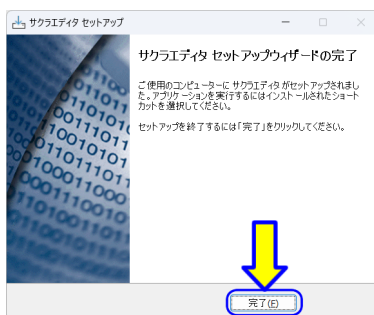 サクラエディタ セットアップ
サクラエディタ セットアップウィザードの完了
ご使用のコンピューターに サクラエディタ がセットアップされまし
た。アプリケーションを実行するにはインストールされたショート
カットを選択してください。
セットアップを終了するには「完了」をクリックしてください。
完了(F)